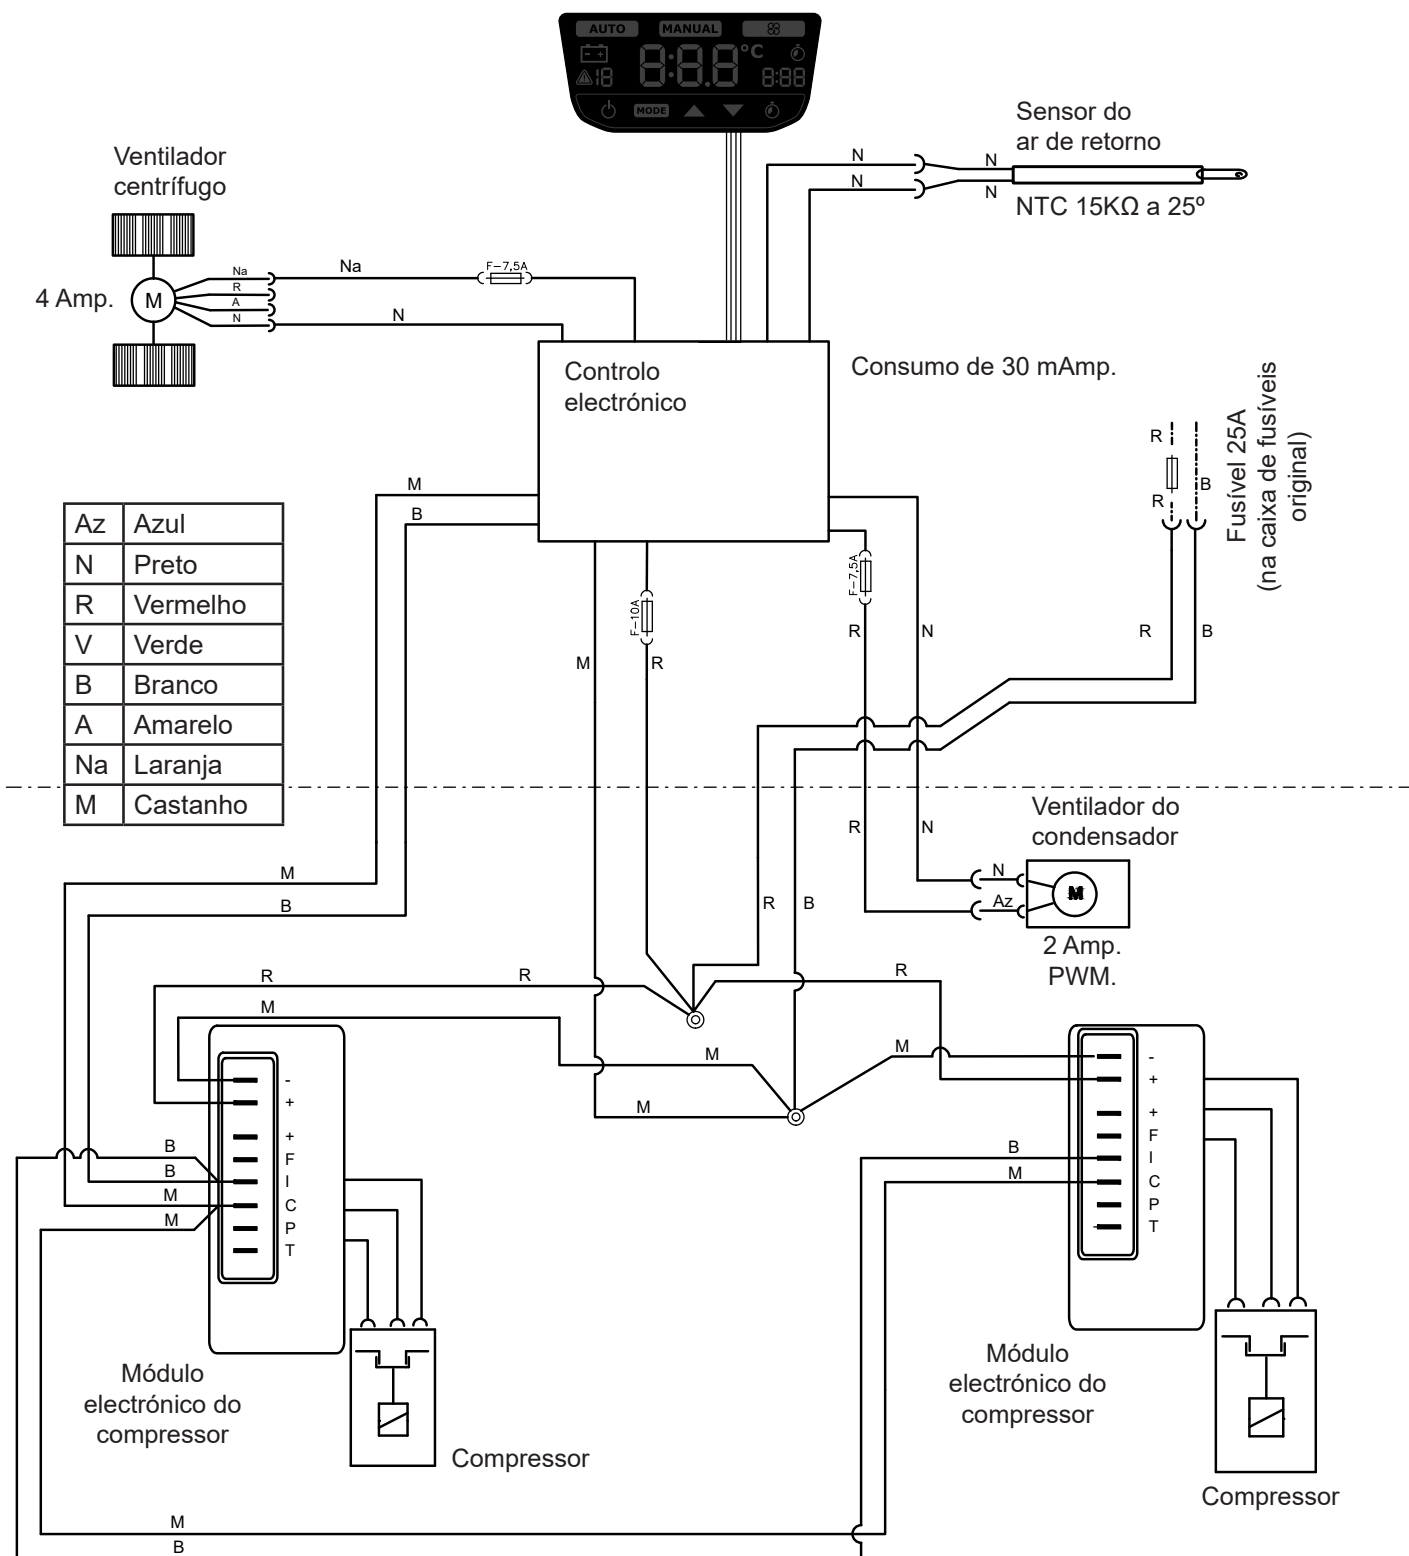 AUTO MANUAL
8:8.8 °C
18 8:88
MODE
Sensor do
ar de retorno
N N
N N
NTC 15KΩ a 25º
Ventilador
centrífugo
4 Amp.
M
Na
R
A
N
Na
F-7,5A
N
Controlo
electrónico
Consumo de 30 mAmp.
Fusível 25A
(na caixa de fusíveis
original)
R
R
B
M
B
Az Azul
N Preto
R Vermelho
V Verde
B Branco
A Amarelo
Na Laranja
M Castanho
F-10A
F-7,5A
M R
R N
R B
R N
Ventilador do
condensador
N
Az
M
2 Amp.
PWM.
M
B
R B
R R
M
R
M
M
M
-
+
+
F
I
C
P
T
B
B
M
M
Módulo
electrónico do
compressor
Compressor
B
M
-
+
+
F
I
C
P
T
Módulo
electrónico do
compressor
Compressor
M
B